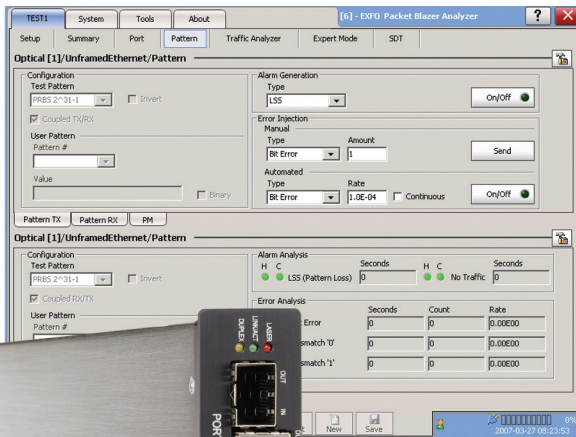 [6] - EXFO Packet Blazer Analyzer
?
X
TEST1 System Tools About
Setup Summary Port Pattern Traffic Analyzer Expert Mode SDT
Optical [1]/UnframedEthernet/Pattern
Configuration
Test Pattern
PRBS 2^31-1
Invert
Coupled TX/RX
User Pattern
Pattern #
Value
Binary
Alarm Generation
Type
LSS
On/Off
Error Injection
Manual
Type Amount
Bit Error 1
Send
Automated
Type Rate
Bit Error 1.0E-04 Continuous
On/Off
Pattern TX Pattern RX PM
Optical [1]/UnframedEthernet/Pattern
Configuration
Test Pattern
PRBS 2^31-1
Invert
Coupled RX/TX
User Pattern
Pattern #
Alarm Analysis
H C Seconds H C Seconds
LSS (Pattern Loss) 0 No Traffic 0
Error Analysis
Seconds Count Rate
Error 0 0 0.00E00
smatch '0' 0 0 0.00E00
smatch '1' 0 0 0.00E00
DUPLEX
LINK/ACT
LASER
OUT
IN
PORT
New Save
0%
2007-03-27 09:23:53